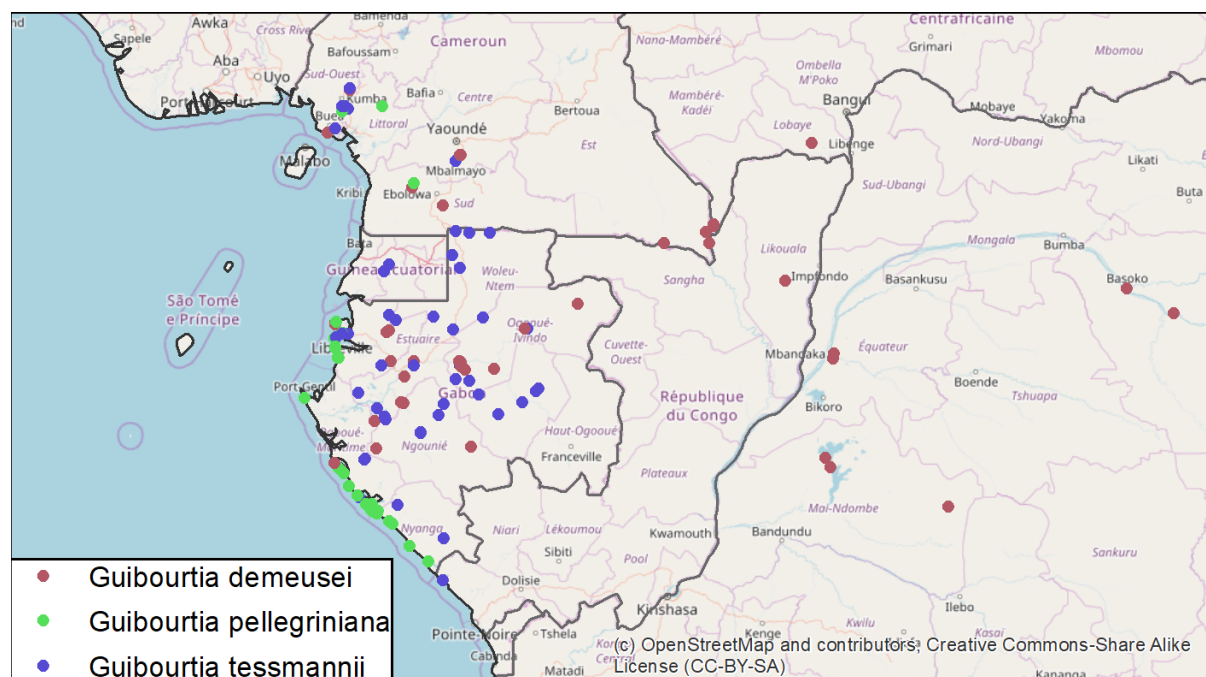 Centrafricaine
Bamenda
nd
Awka
Cross River
Sapele
Cameroun
Nana-Mambéré
Grimari
Bafoussam
Mbomou
Aba
Ombella
M'Poko
Uyo
Sud-Ouest
Bafia
Centre
Mambéré-
Kadéi
Port Harcourt
Kumba
Bertoua
Bangui
Mobaye
Yakoma
Buea
Littoral
Lobaye
Yaoundé
Est
Libenge
Nord-Ubangi
Malabo
Likati
Mbalmayo
Sud-Ubangi
Kribi
Ebolowa
Buta
Sud
Bata
Likouala
Mongala
Bumba
Guinea Ecuatorial
Woleu-
Ntem
Sangha
Impfondo
Basankusu
Basoko
São Tomé
e Príncipe
Ogooué-
Ivindo
Estuaire
Cuvette-
Ouest
Libreville
Mbandaka
Équateur
Port-Gentil
Boende
Gabon
République
du Congo
Tshuapa
Bikoro
Ogooué-
Maritime
Ngounié
Haut-Ogooué
Franceville
Plateaux
Mai-Ndombe
Nyanga
Niari
Lékoumou
Kwamouth
Bandundu
Sankuru
Sibiti
Pool
Guibourtia demeusei
Dolisie
Kinshasa
Ilebo
Guibourtia pellegriniana
Pointe-Noire
Tshela
Kenge
Kwilu
Kasaï
Cabinda
Matadi
Kananga
Guibourtia tessmannii
(c) OpenStreetMap and contributors, Creative Commons-Share Alike
License (CC-BY-SA)